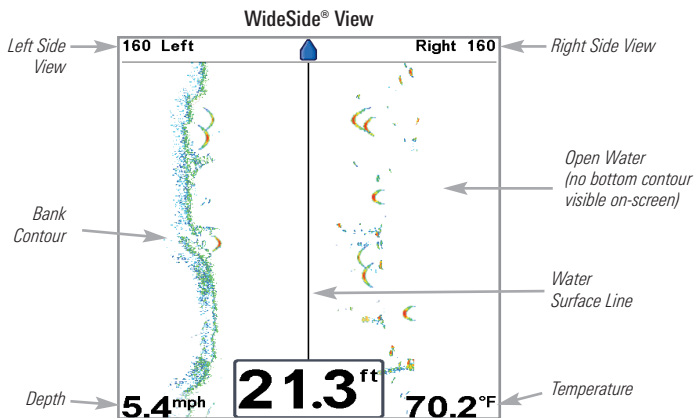 WideSide® View
Left Side
View
160 Left
Right 160
Right Side View
Open Water
(no bottom contour
visible on-screen)
Bank
Contour
Water
Surface Line
Depth
5.4mph
21.3ft
70.2°F
Temperature